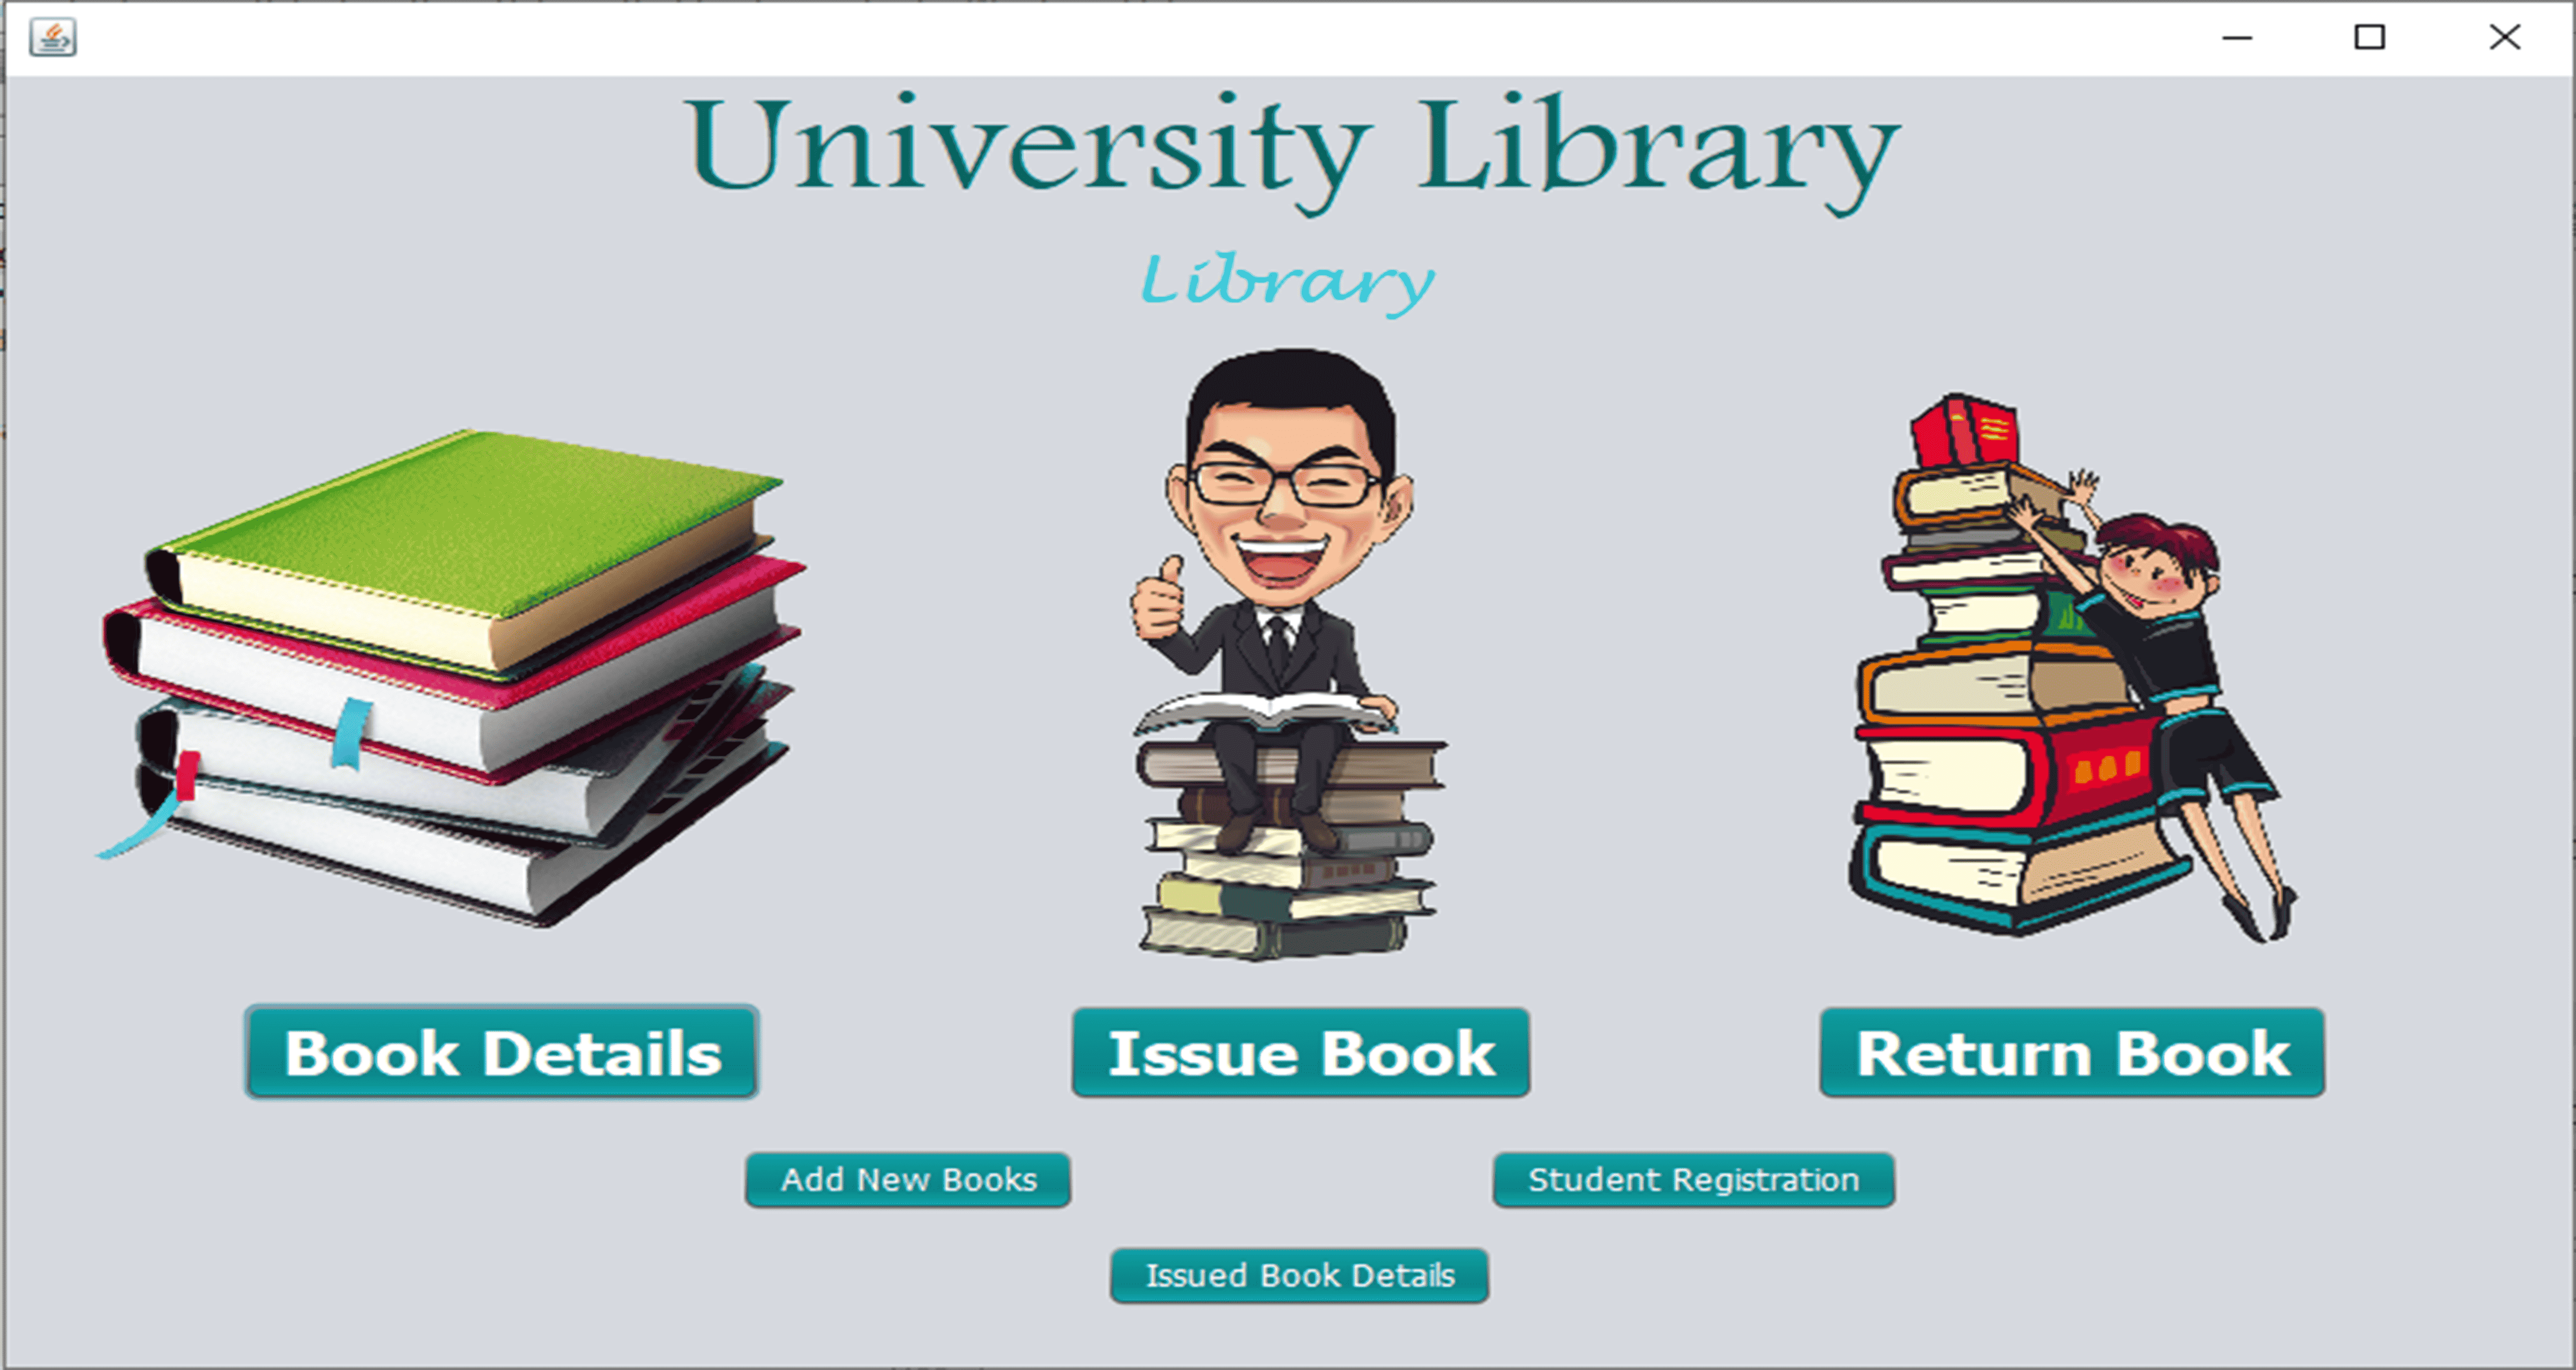 University Library
Library
Book Details
Issue Book
Return Book
Add New Books
Student Registration
Issued Book Details